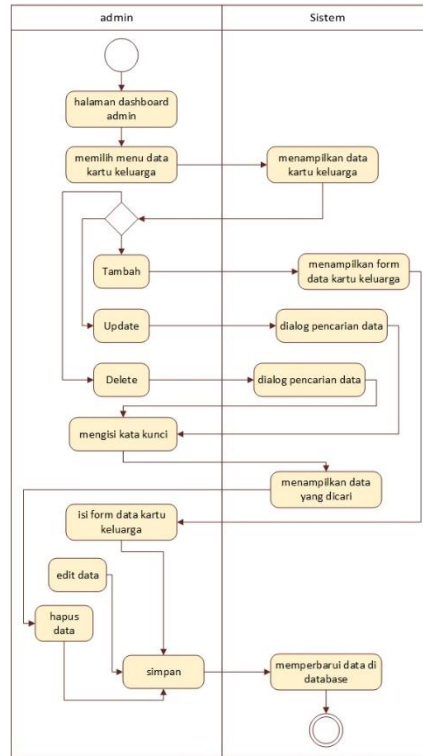 admin
Sistem
halaman dashboard
admin
memilih menu data
kartu keluarga
menampilkan data
kartu keluarga
Tambah
menampilkan form
data kartu keluarga
Update
dialog pencarian data
Delete
dialog pencarian data
mengisi kata kunci
menampilkan data
yang dicari
isi form data kartu
keluarga
edit data
hapus
data
simpan
memperbarui data di
database